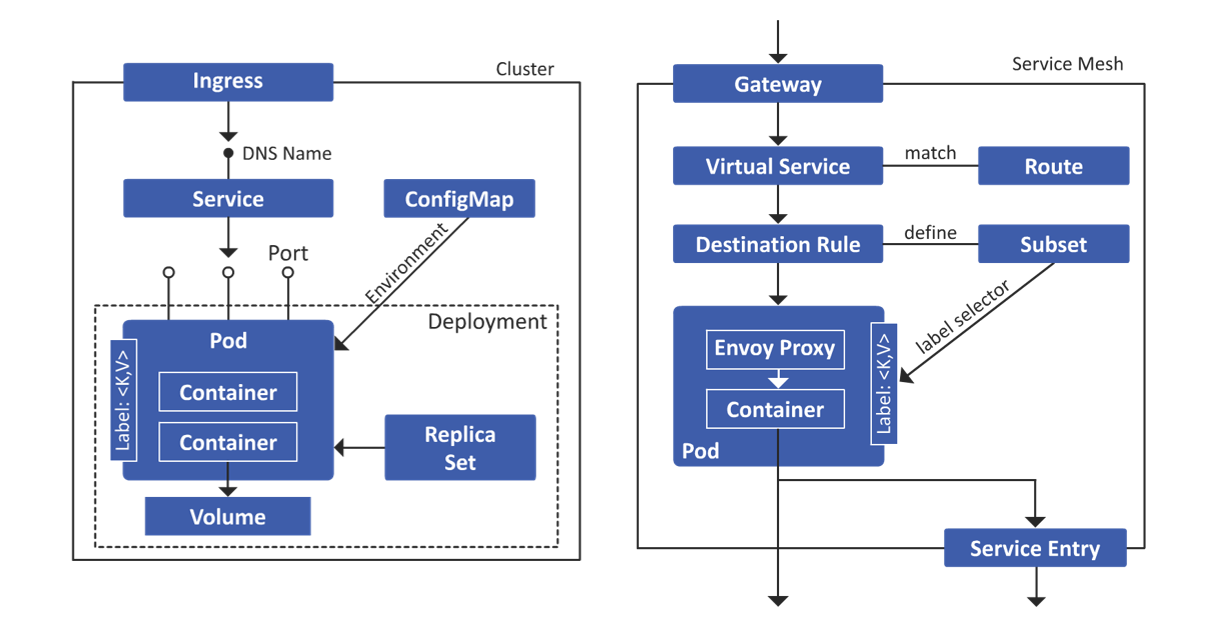 Cluster
Ingress
DNS Name
Service
ConfigMap
Environment
Port
Deployment
Pod
Label: <K,V>
Container
Container
Replica
Set
Volume
Service Mesh
Gateway
Virtual Service
match
Route
Destination Rule
define
Subset
label selector
Envoy Proxy
Label: <K,V>
Container
Pod
Service Entry